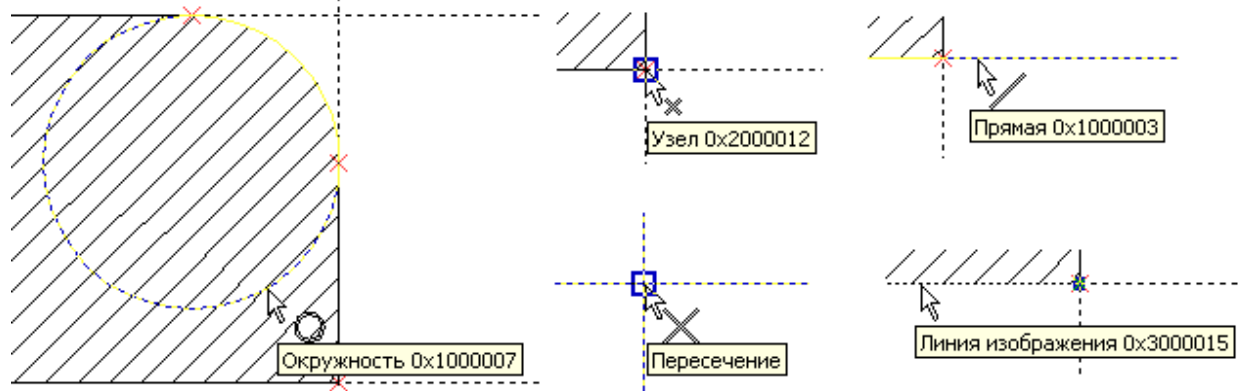 Узел 0x2000012
Прямая 0x1000003
Окружность 0x1000007
Пересечение
Линия изображения 0x3000015